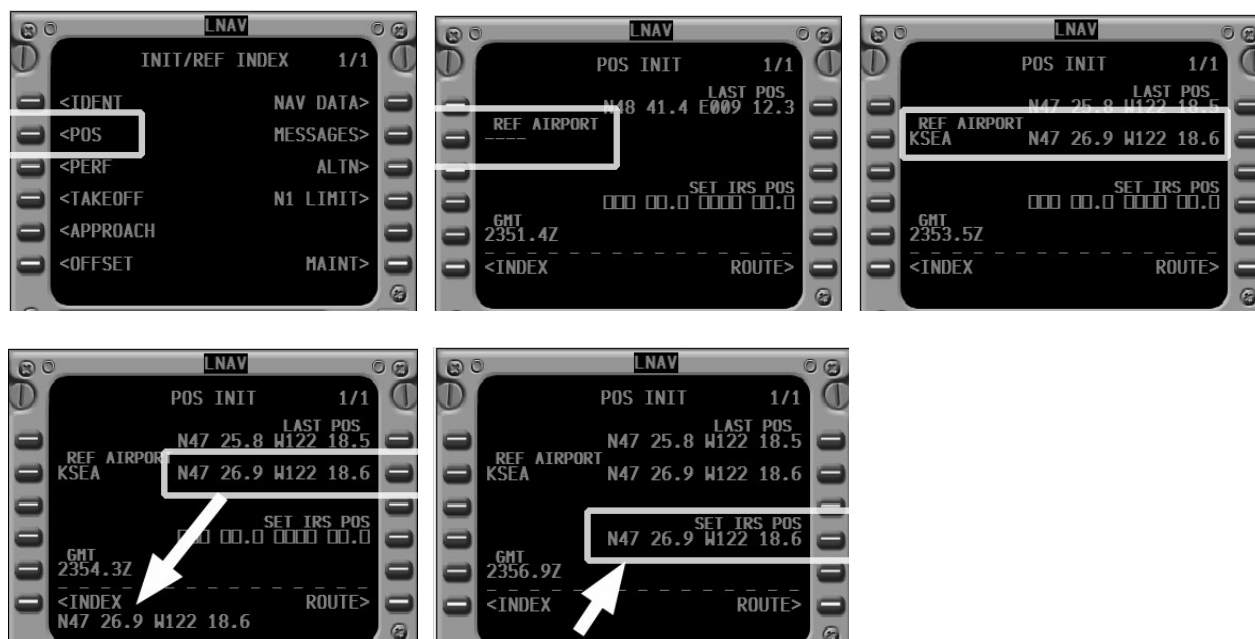 LNAV
INIT/REF INDEX 1/1
<IDENT NAV DATA>
<POS MESSAGES>
<PERF ALTN>
<TAKEOFF N1 LIMIT>
<APPROACH
<OFFSET MAINT>
LNAV
POS INIT 1/1
LAST POS
N48 41.4 E009 12.3
REF AIRPORT
----
SET IRS POS
□□□ □□.□ □□□□ □□.□
GMT
2351.4Z
<INDEX ROUTE>
LNAV
POS INIT 1/1
LAST POS
N47 25.8 W122 18.5
REF AIRPORT
KSEA N47 26.9 W122 18.6
SET IRS POS
□□□ □□.□ □□□□ □□.□
GMT
2353.5Z
<INDEX ROUTE>
LNAV
POS INIT 1/1
LAST POS
N47 25.8 W122 18.5
REF AIRPORT
KSEA N47 26.9 W122 18.6
SET IRS POS
□□□ □□.□ □□□□ □□.□
GMT
2354.3Z
<INDEX ROUTE>
N47 26.9 W122 18.6
LNAV
POS INIT 1/1
LAST POS
N47 25.8 W122 18.5
REF AIRPORT
KSEA N47 26.9 W122 18.6
SET IRS POS
N47 26.9 W122 18.6
GMT
2356.9Z
<INDEX ROUTE>